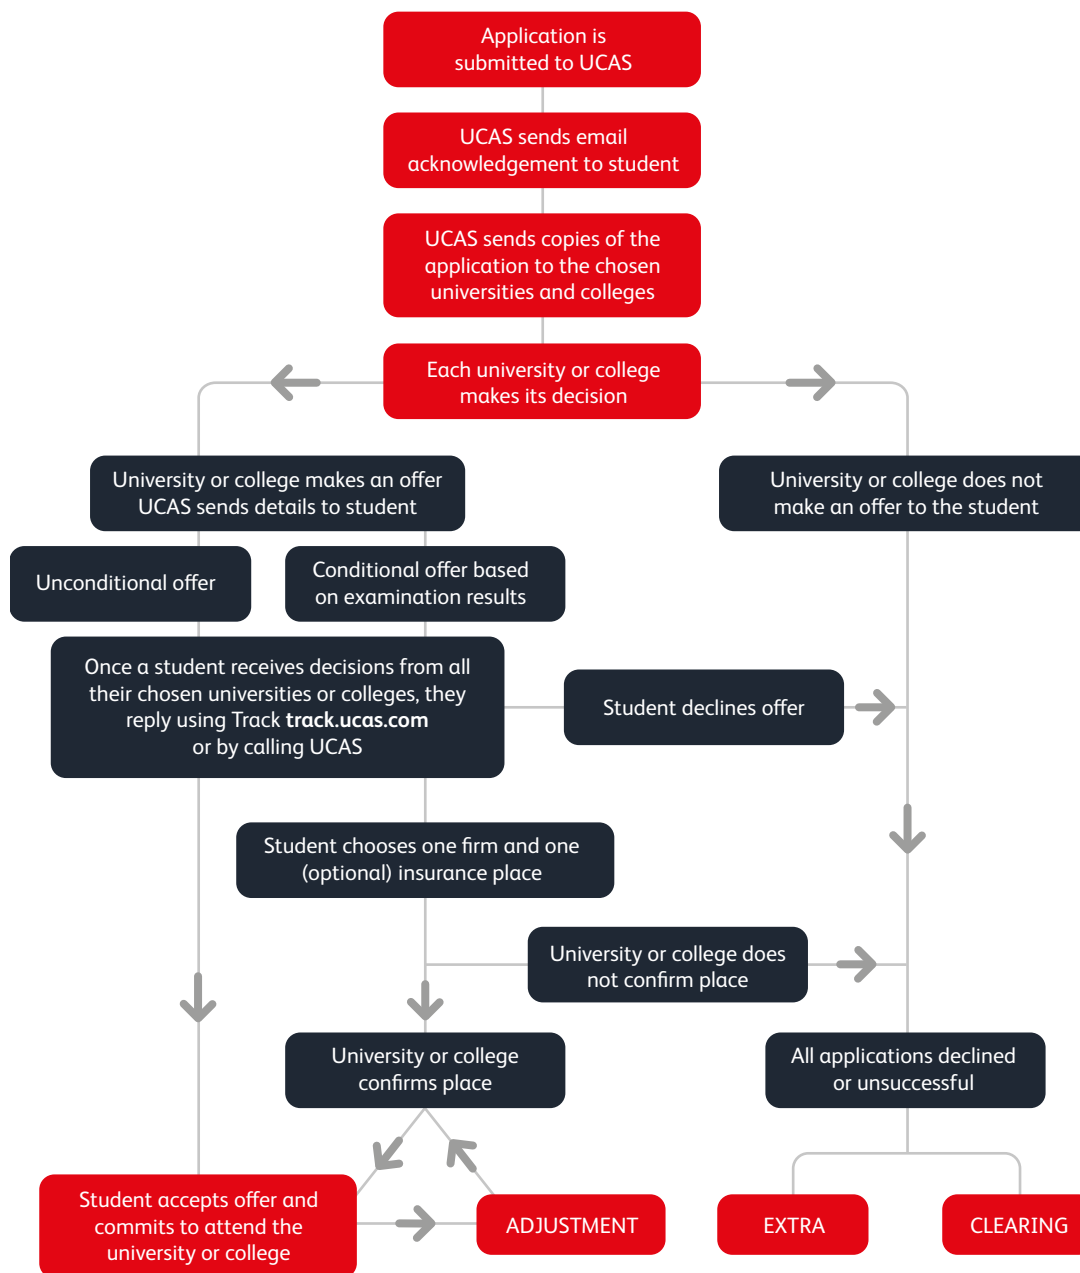 Application is
submitted to UCAS
UCAS sends email
acknowledgement to student
UCAS sends copies of the
application to the chosen
universities and colleges
Each university or college
makes its decision
University or college makes an offer
UCAS sends details to student
University or college does not
make an offer to the student
Unconditional offer
Conditional offer based
on examination results
Once a student receives decisions from all
their chosen universities or colleges, they
reply using Track track.ucas.com
or by calling UCAS
Student declines offer
Student chooses one firm and one
(optional) insurance place
University or college does
not confirm place
University or college
confirms place
All applications declined
or unsuccessful
Student accepts offer and
commits to attend the
university or college
ADJUSTMENT
EXTRA
CLEARING